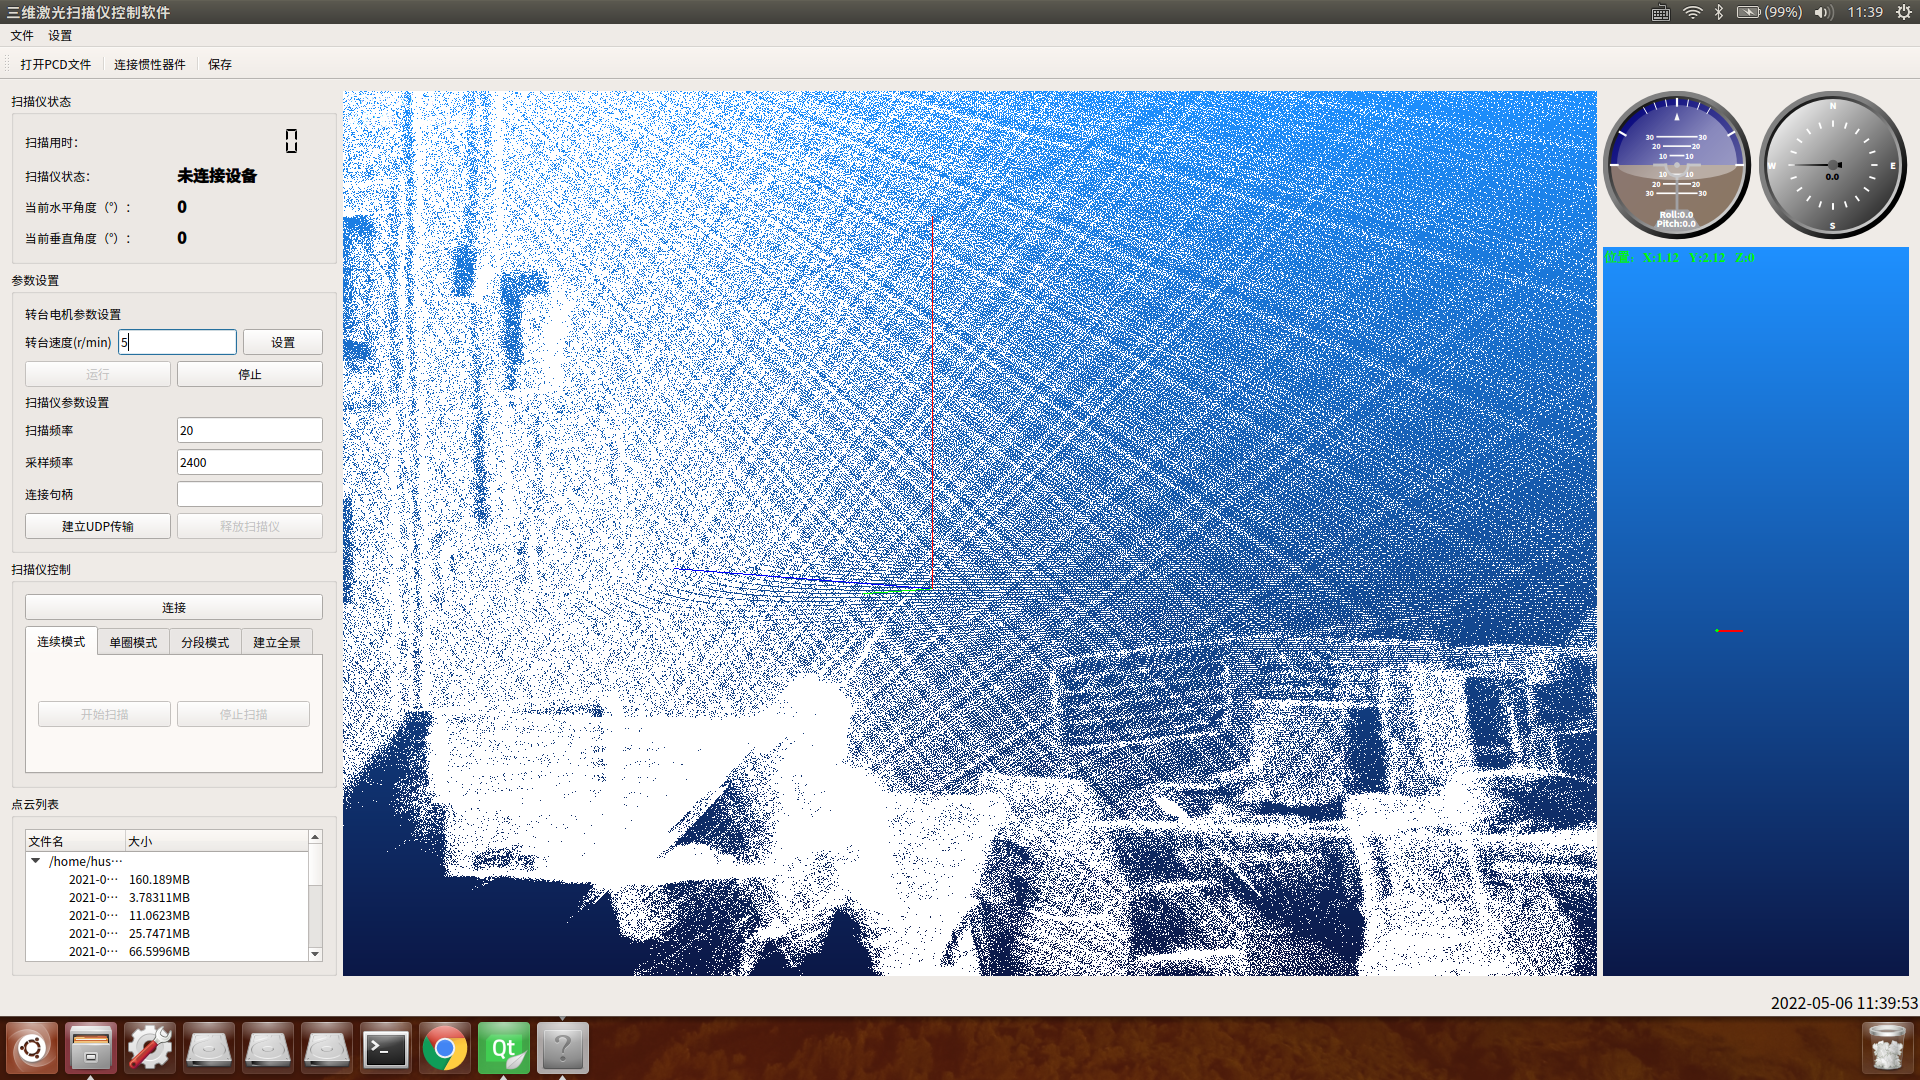 三维激光扫描仪控制软件
(99%) 11:39
文件 设置
打开PCD文件 连接惯性器件 保存
扫描仪状态
扫描用时: 0
扫描仪状态: 未连接设备
当前水平角度（°）: 0
当前垂直角度（°）: 0
参数设置
转台电机参数设置
转台速度(r/min) 5 设置
运行 停止
扫描仪参数设置
扫描频率 20
采样频率 2400
连接句柄
建立UDP传输 释放扫描仪
扫描仪控制
连接
连续模式 单圈模式 分段模式 建立全景
开始扫描 停止扫描
点云列表
文件名 大小
/home/hus···
2021-0··· 160.189MB
2021-0··· 3.78311MB
2021-0··· 11.0623MB
2021-0··· 25.7471MB
2021-0··· 66.5996MB
30 30
20 20
10 10
10 10
20 20
30 30
Roll:0.0
Pitch:0.0
N
W E
0.0
S
位置: X:1.12 Y:2.12 Z:0
2022-05-06 11:39:53
>_
Qt
?